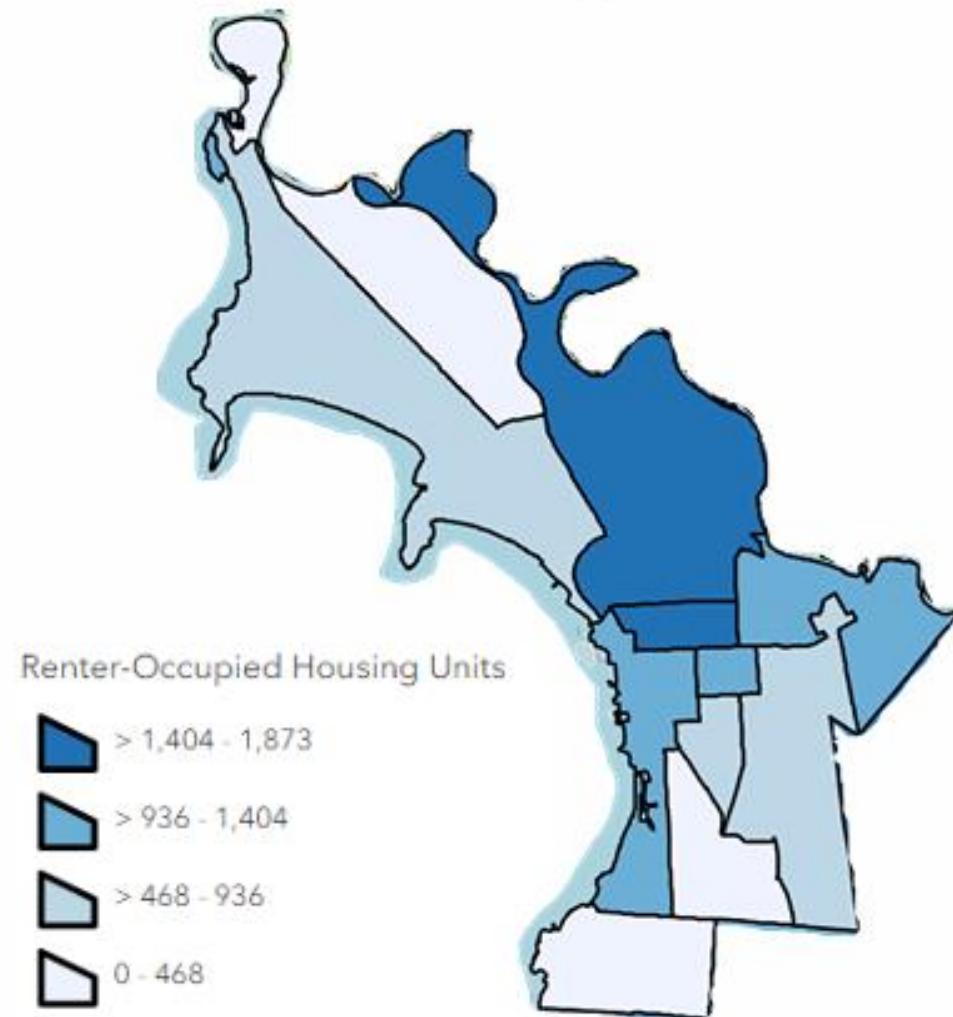 Renter-Occupied Housing Units
> 1,404 - 1,873
> 936 - 1,404
> 468 - 936
0 - 468